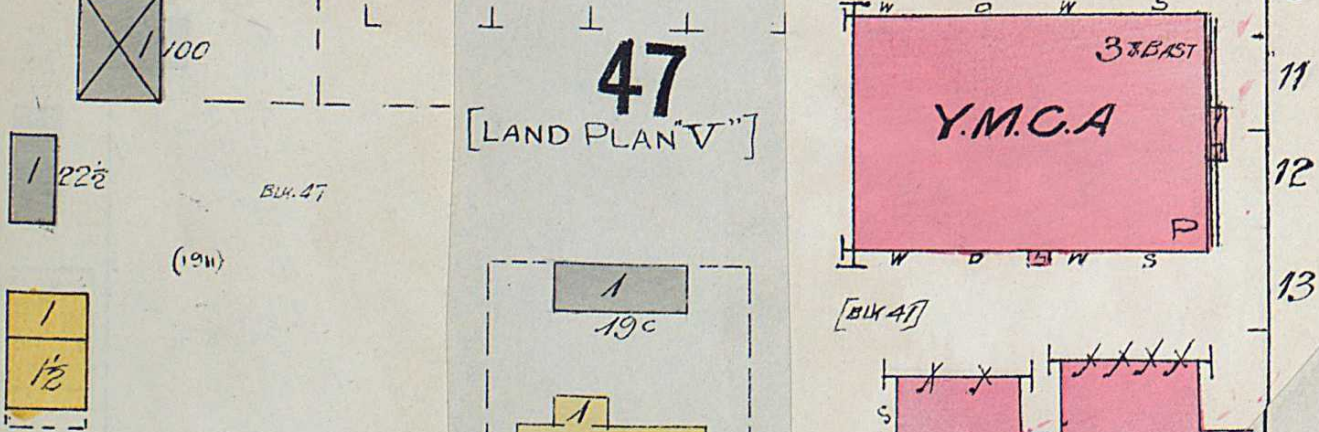 1 100
47
[LAND PLAN "V"]
W D W S
3 & BAST
Y.M.C.A
P
W D W S
11
12
13
1 22½
BLK. 47
(1911)
1
1½
1
19c
1
[BLK 47]
S